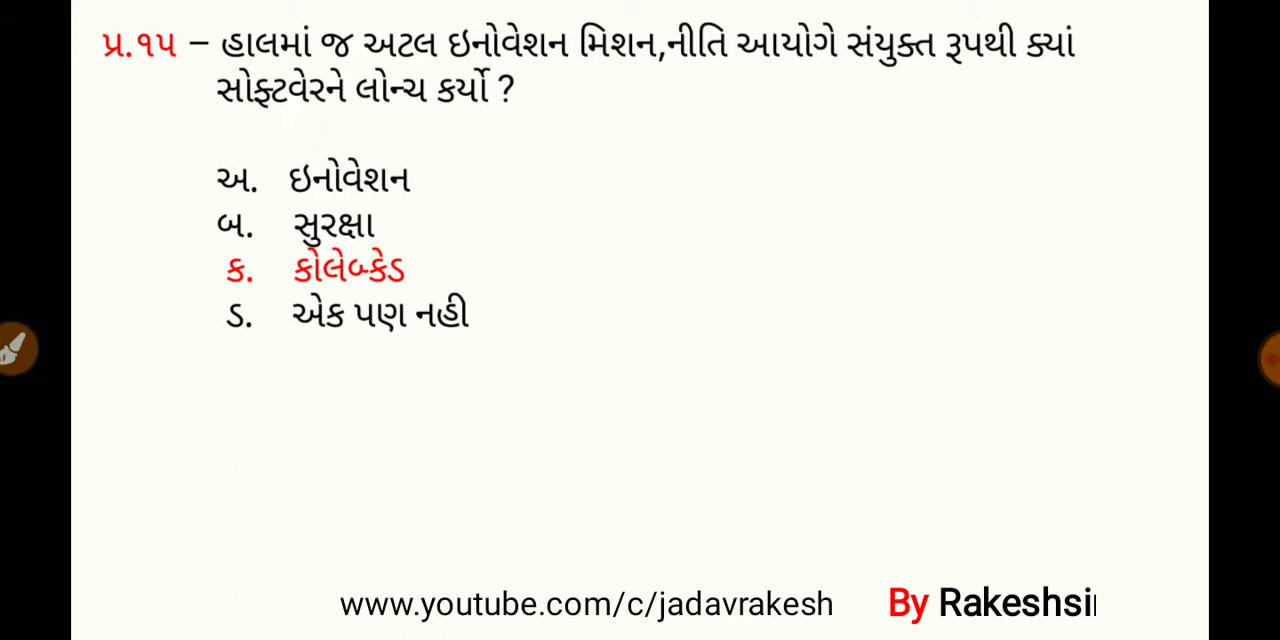 પ્ર.૧૫ – હાલમાં જ અટલ ઇનોવેશન મિશન,નીતિ આયોગે સંયુક્ત રૂપથી ક્યાં
સોફ્ટવેરને લોન્ચ કર્યો ?
અ. ઇનોવેશન
બ. સુરક્ષા
ક. કોલેબ્કેડ
ડ. એક પણ નહી
www.youtube.com/c/jadavrakesh By Rakeshsi